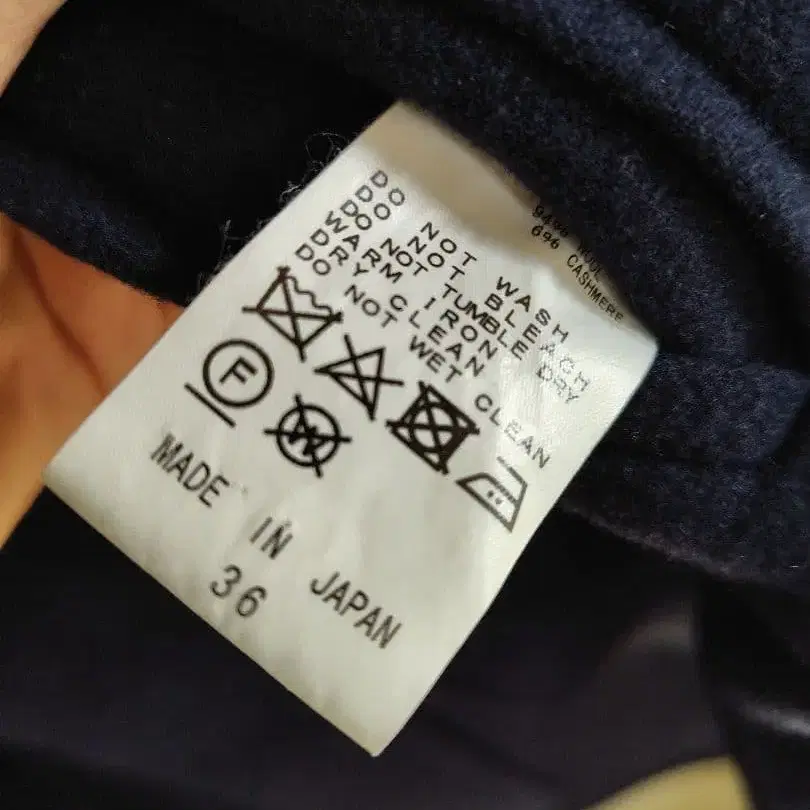 94% WOOL
6% CASHMERE
DO NOT WASH
DO NOT BLEACH
DO NOT TUMBLE DRY
WARM IRON
DRY CLEAN
DO NOT WET CLEAN
F
W
MADE IN JAPAN
36